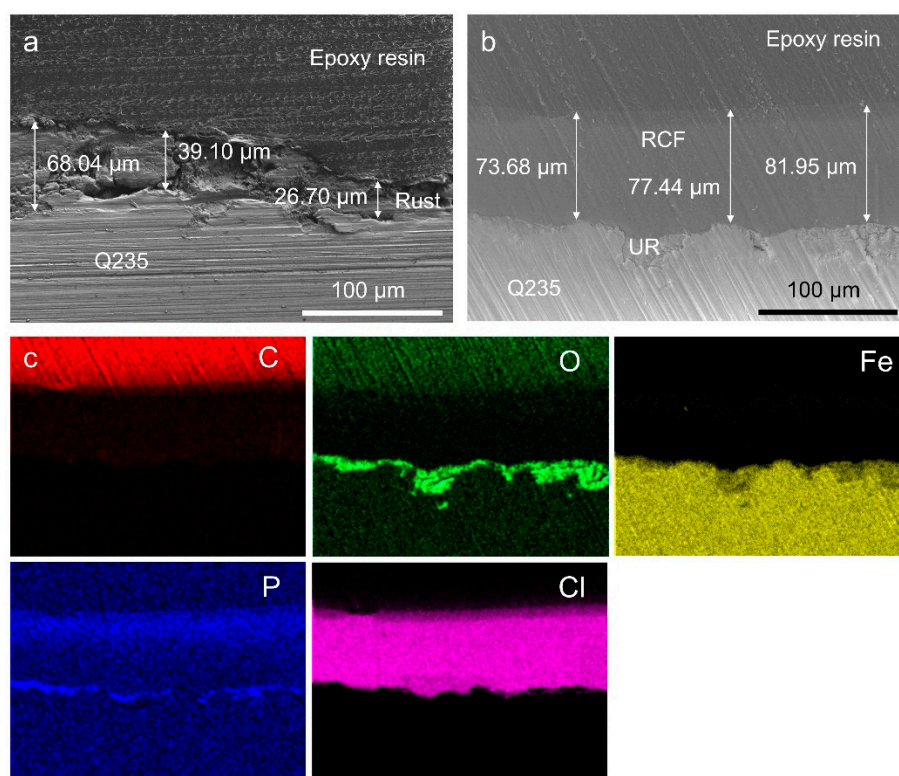 a
Epoxy resin
68.04 μm
39.10 μm
26.70 μm
Rust
Q235
100 μm
b
Epoxy resin
RCF
73.68 μm
77.44 μm
81.95 μm
UR
Q235
100 μm
c
C
O
Fe
P
Cl